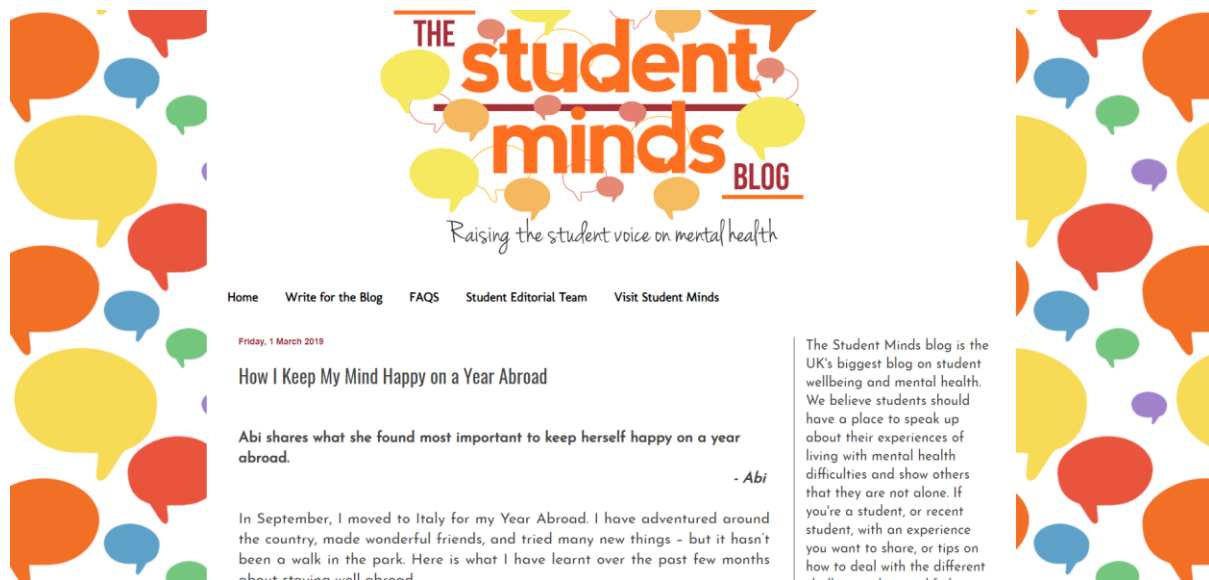 THE
student
minds
BLOG
Raising the student voice on mental health
Home Write for the Blog FAQS Student Editorial Team Visit Student Minds
Friday, 1 March 2019
How I Keep My Mind Happy on a Year Abroad
Abi shares what she found most important to keep herself happy on a year
abroad.
- Abi
In September, I moved to Italy for my Year Abroad. I have adventured around
the country, made wonderful friends, and tried many new things – but it hasn't
been a walk in the park. Here is what I have learnt over the past few months
about staying well abroad.
The Student Minds blog is the
UK's biggest blog on student
wellbeing and mental health.
We believe students should
have a place to speak up
about their experiences of
living with mental health
difficulties and show others
that they are not alone. If
you're a student, or recent
student, with an experience
you want to share, or tips on
how to deal with the different